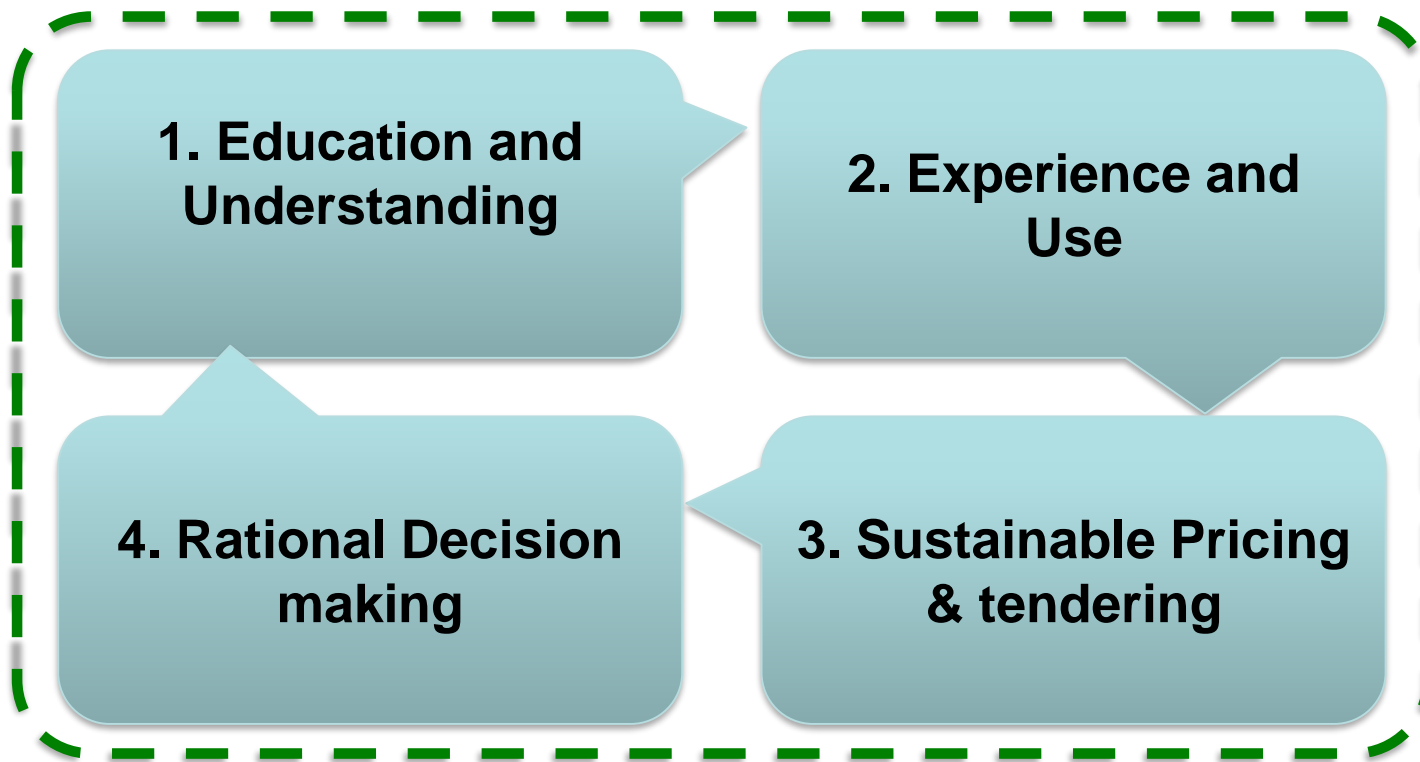 1. Education and
Understanding
2. Experience and
Use
3. Sustainable Pricing
& tendering
4. Rational Decision
making